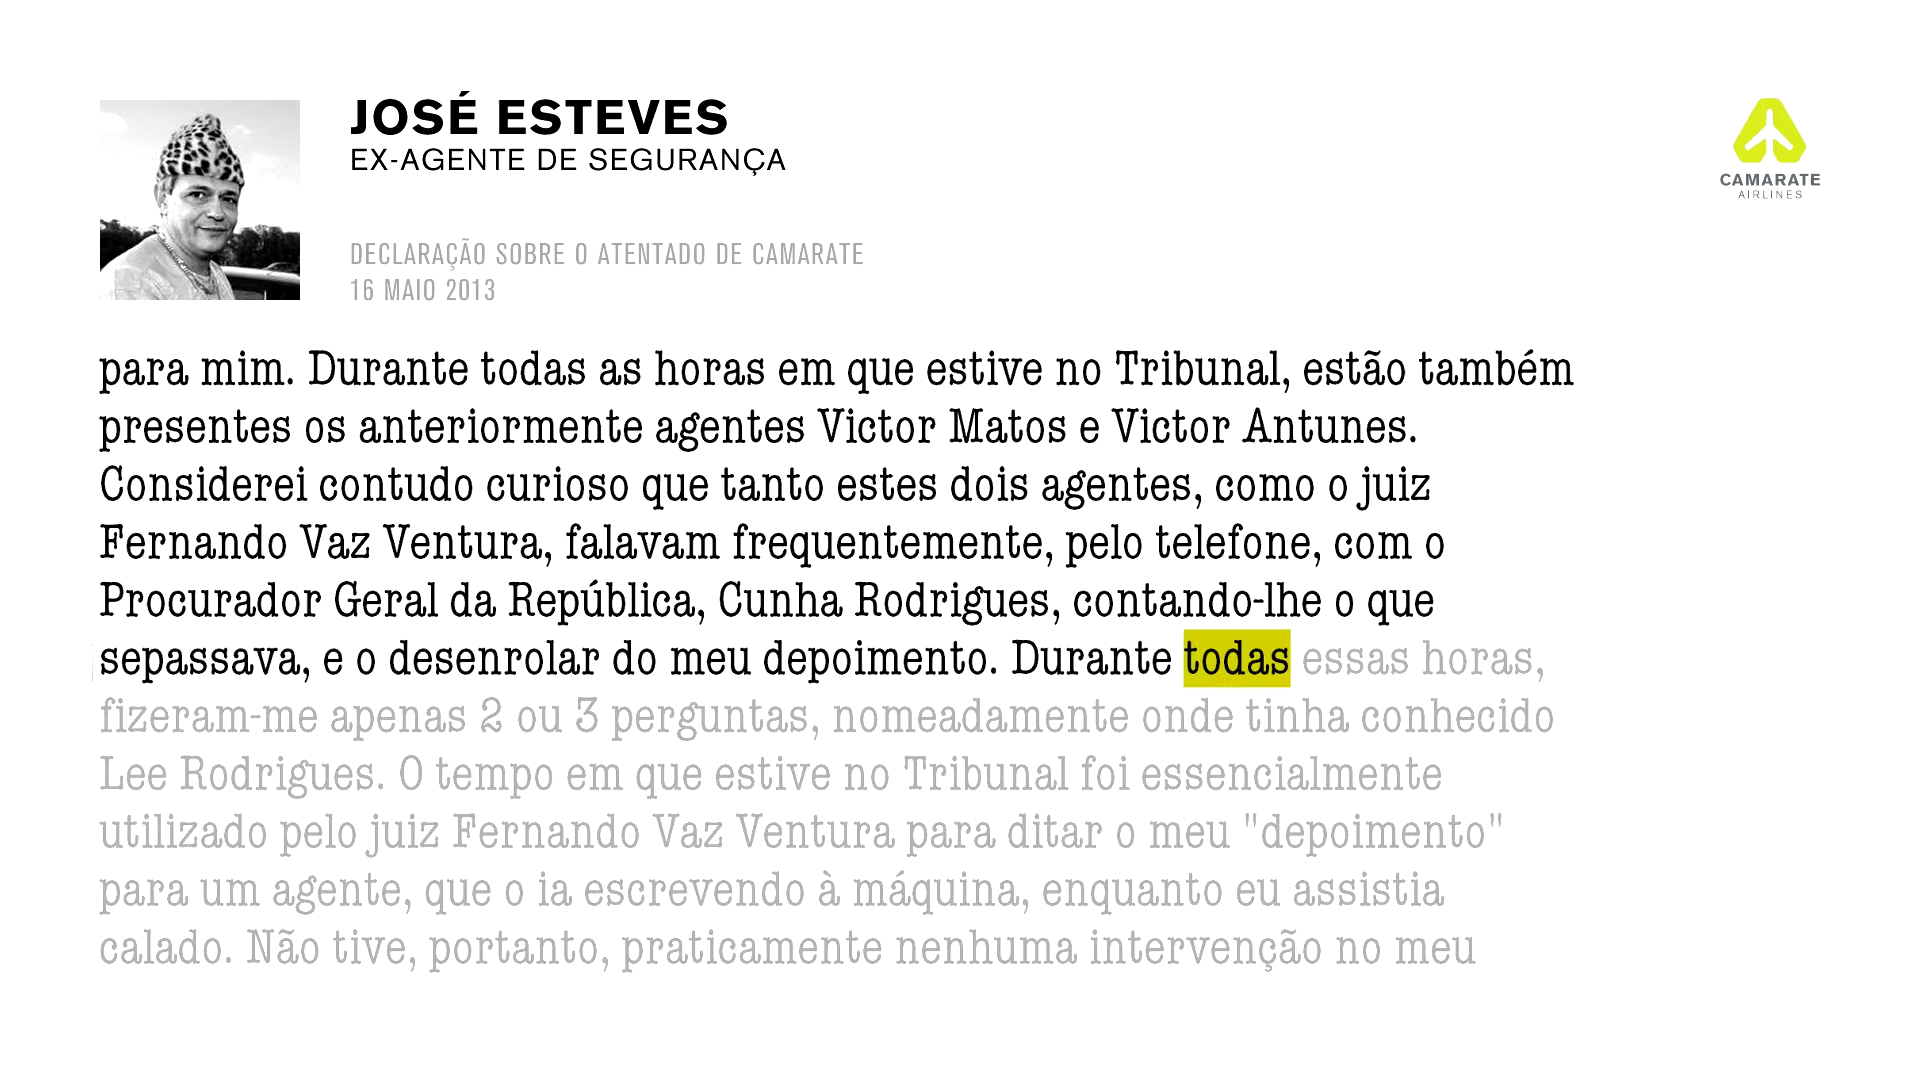 JOSÉ ESTEVES
EX-AGENTE DE SEGURANÇA
CAMARATE
AIRLINES
DECLARAÇÃO SOBRE O ATENTADO DE CAMARATE
16 MAIO 2013
para mim. Durante todas as horas em que estive no Tribunal, estão também
presentes os anteriormente agentes Victor Matos e Victor Antunes.
Considerei contudo curioso que tanto estes dois agentes, como o juiz
Fernando Vaz Ventura, falavam frequentemente, pelo telefone, com o
Procurador Geral da República, Cunha Rodrigues, contando-lhe o que
sepassava, e o desenrolar do meu depoimento. Durante todas essas horas,
fizeram-me apenas 2 ou 3 perguntas, nomeadamente onde tinha conhecido
Lee Rodrigues. O tempo em que estive no Tribunal foi essencialmente
utilizado pelo juiz Fernando Vaz Ventura para ditar o meu "depoimento"
para um agente, que o ia escrevendo à máquina, enquanto eu assistia
calado. Não tive, portanto, praticamente nenhuma intervenção no meu